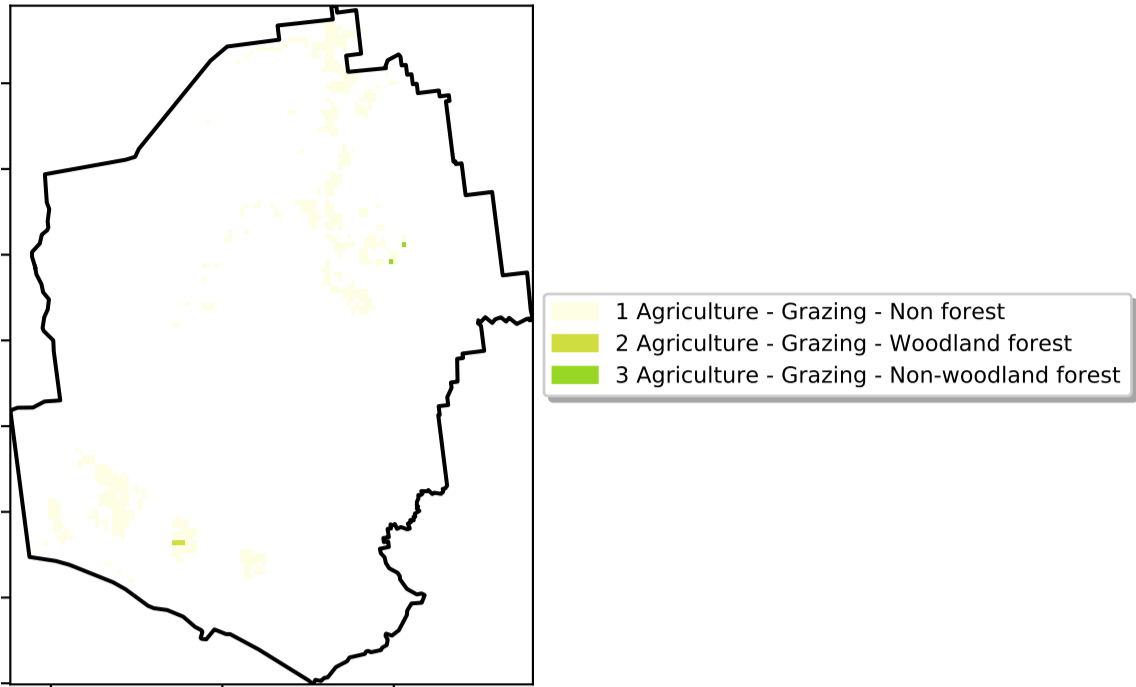 1 Agriculture - Grazing - Non forest
2 Agriculture - Grazing - Woodland forest
3 Agriculture - Grazing - Non-woodland forest